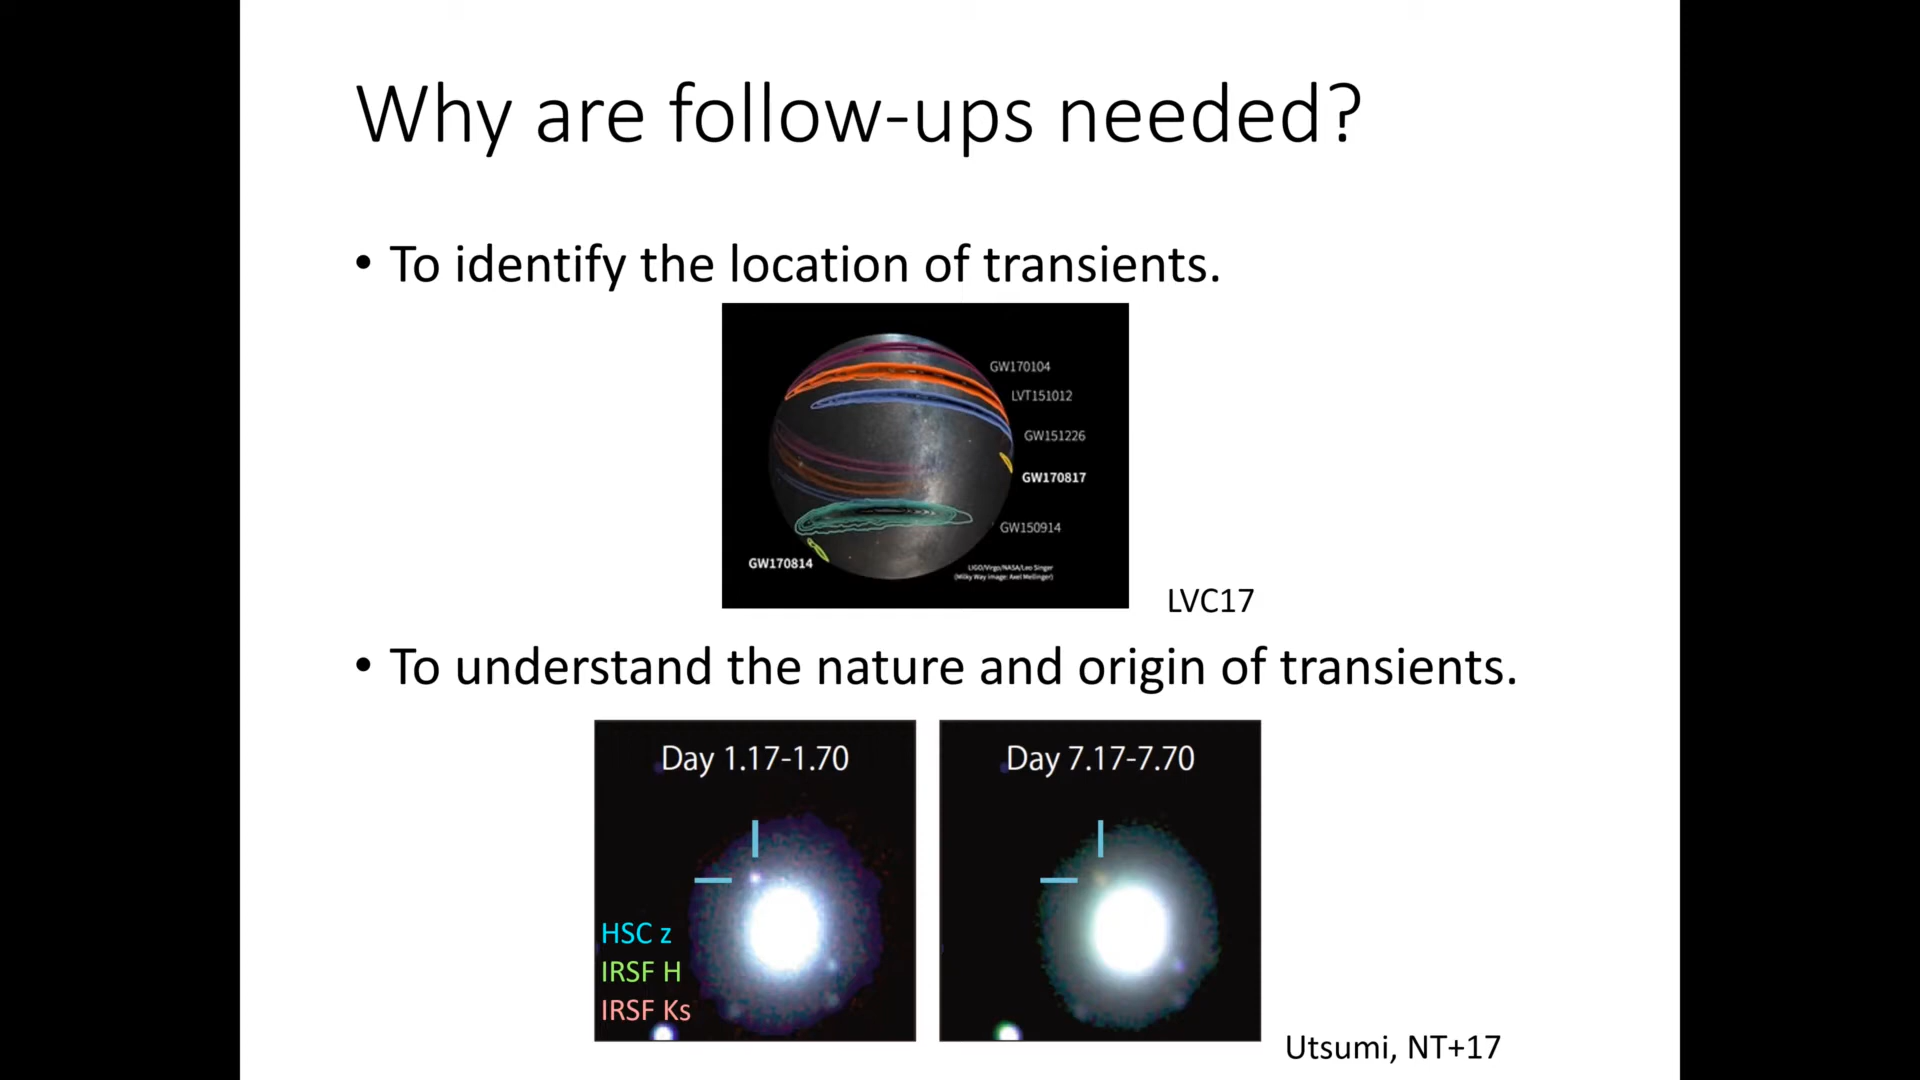 Why are follow-ups needed?
• To identify the location of transients.
GW170104
LVT151012
GW151226
GW170817
GW150914
GW170814
LIGO/Virgo/NASA/Leo Singer
(Milky Way image: Axel Mellinger)
LVC17
• To understand the nature and origin of transients.
Day 1.17-1.70
HSC z
IRSF H
IRSF Ks
Day 7.17-7.70
Utsumi, NT+17